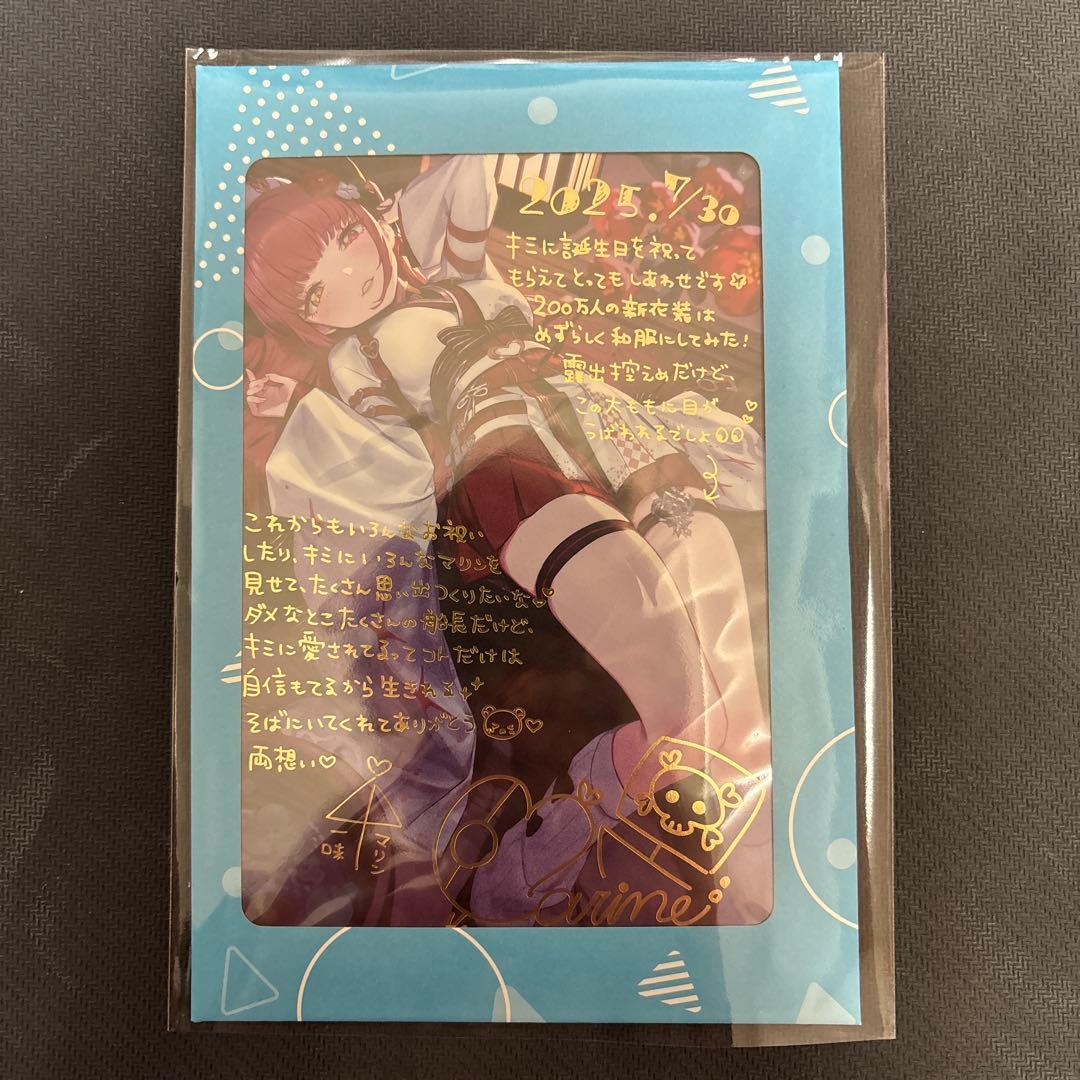 2025.7/30
キミに誕生日を祝って
もらえてとってもしあわせです
200万人の新衣装は
めずらしく和服にしてみた!
露出控えめだけど、
この太ももに目が
うばわれるでしょ
これからもいろんなお祝い
したり、キミにいろんなマリンを
見せて、たくさん思い出つくりたいな
ダメなとこたくさんの船長だけど、
キミに愛されてるってコトだけは
自信もてるから生きれる
そばにいてくれてありがとう
両想い♡
一味
マリン
Marine